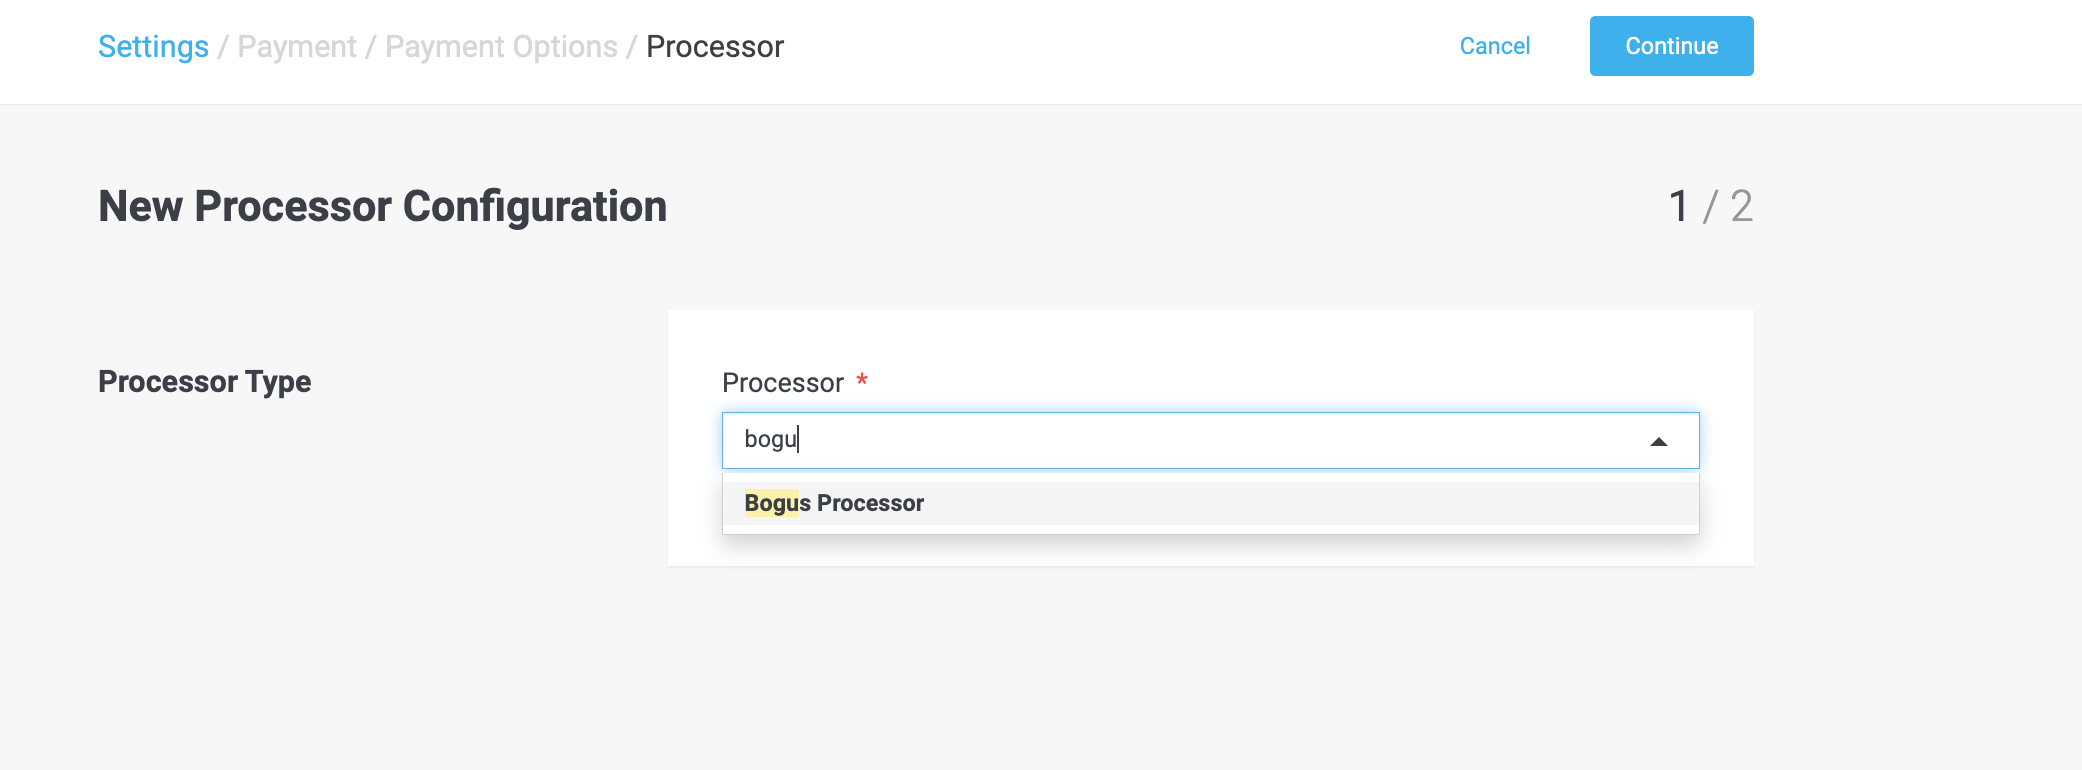 Settings / Payment / Payment Options / Processor
Cancel
Continue
New Processor Configuration
1 / 2
Processor Type
Processor *
bogu
Bogus Processor